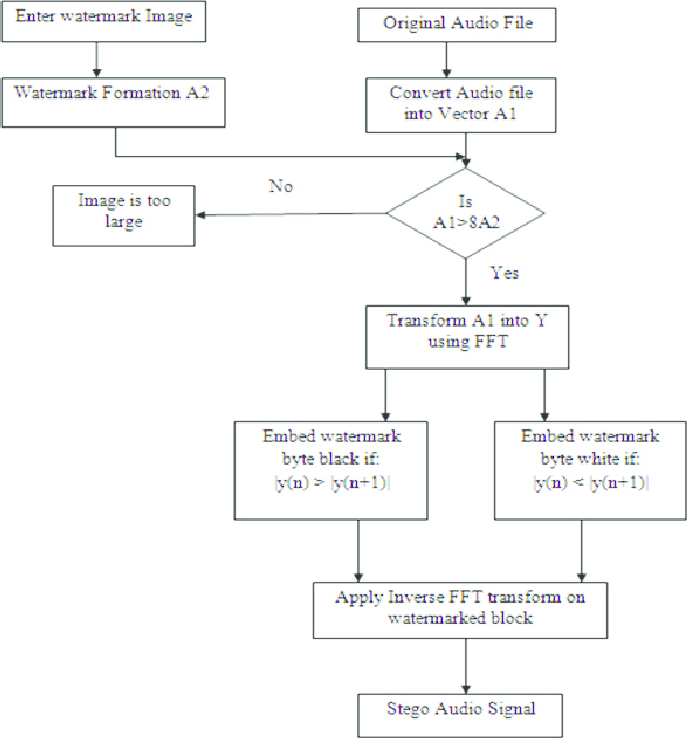 Enter watermark Image
Original Audio File
Watermark Formation A2
Convert Audio file
into Vector A1
No
Image is too
large
Is
A1>8A2
Yes
Transform A1 into Y
using FFT
Embed watermark
byte black if:
|y(n) > |y(n+1)|
Embed watermark
byte white if:
|y(n) < |y(n+1)|
Apply Inverse FFT transform on
watermarked block
Stego Audio Signal